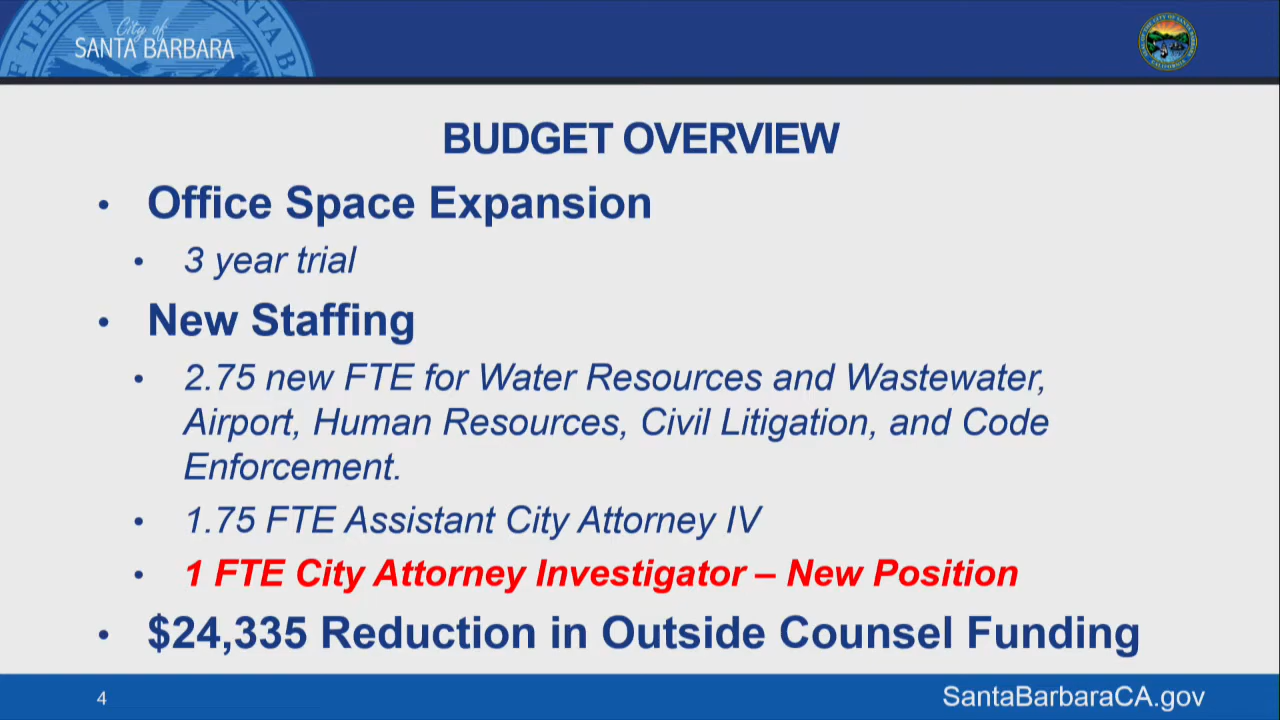 City of
SANTA BARBARA
BUDGET OVERVIEW
• Office Space Expansion
• 3 year trial
• New Staffing
• 2.75 new FTE for Water Resources and Wastewater,
Airport, Human Resources, Civil Litigation, and Code
Enforcement.
• 1.75 FTE Assistant City Attorney IV
• 1 FTE City Attorney Investigator – New Position
• $24,335 Reduction in Outside Counsel Funding
4
SantaBarbaraCA.gov